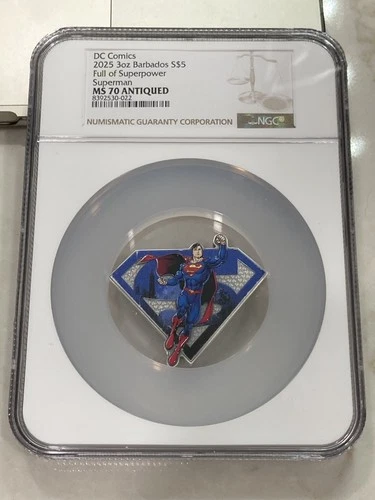 DC Comics
2025 3oz Barbados S$5
Full of Superpower
Superman
MS 70 ANTIQUED
8392530-022
NUMISMATIC GUARANTY CORPORATION
NGC